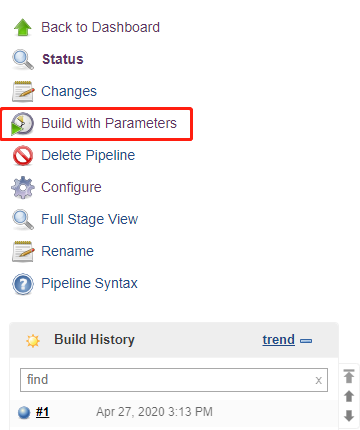 Back to Dashboard
Status
Changes
Build with Parameters
Delete Pipeline
Configure
Full Stage View
Rename
Pipeline Syntax
Build History trend
find x
#1 Apr 27, 2020 3:13 PM